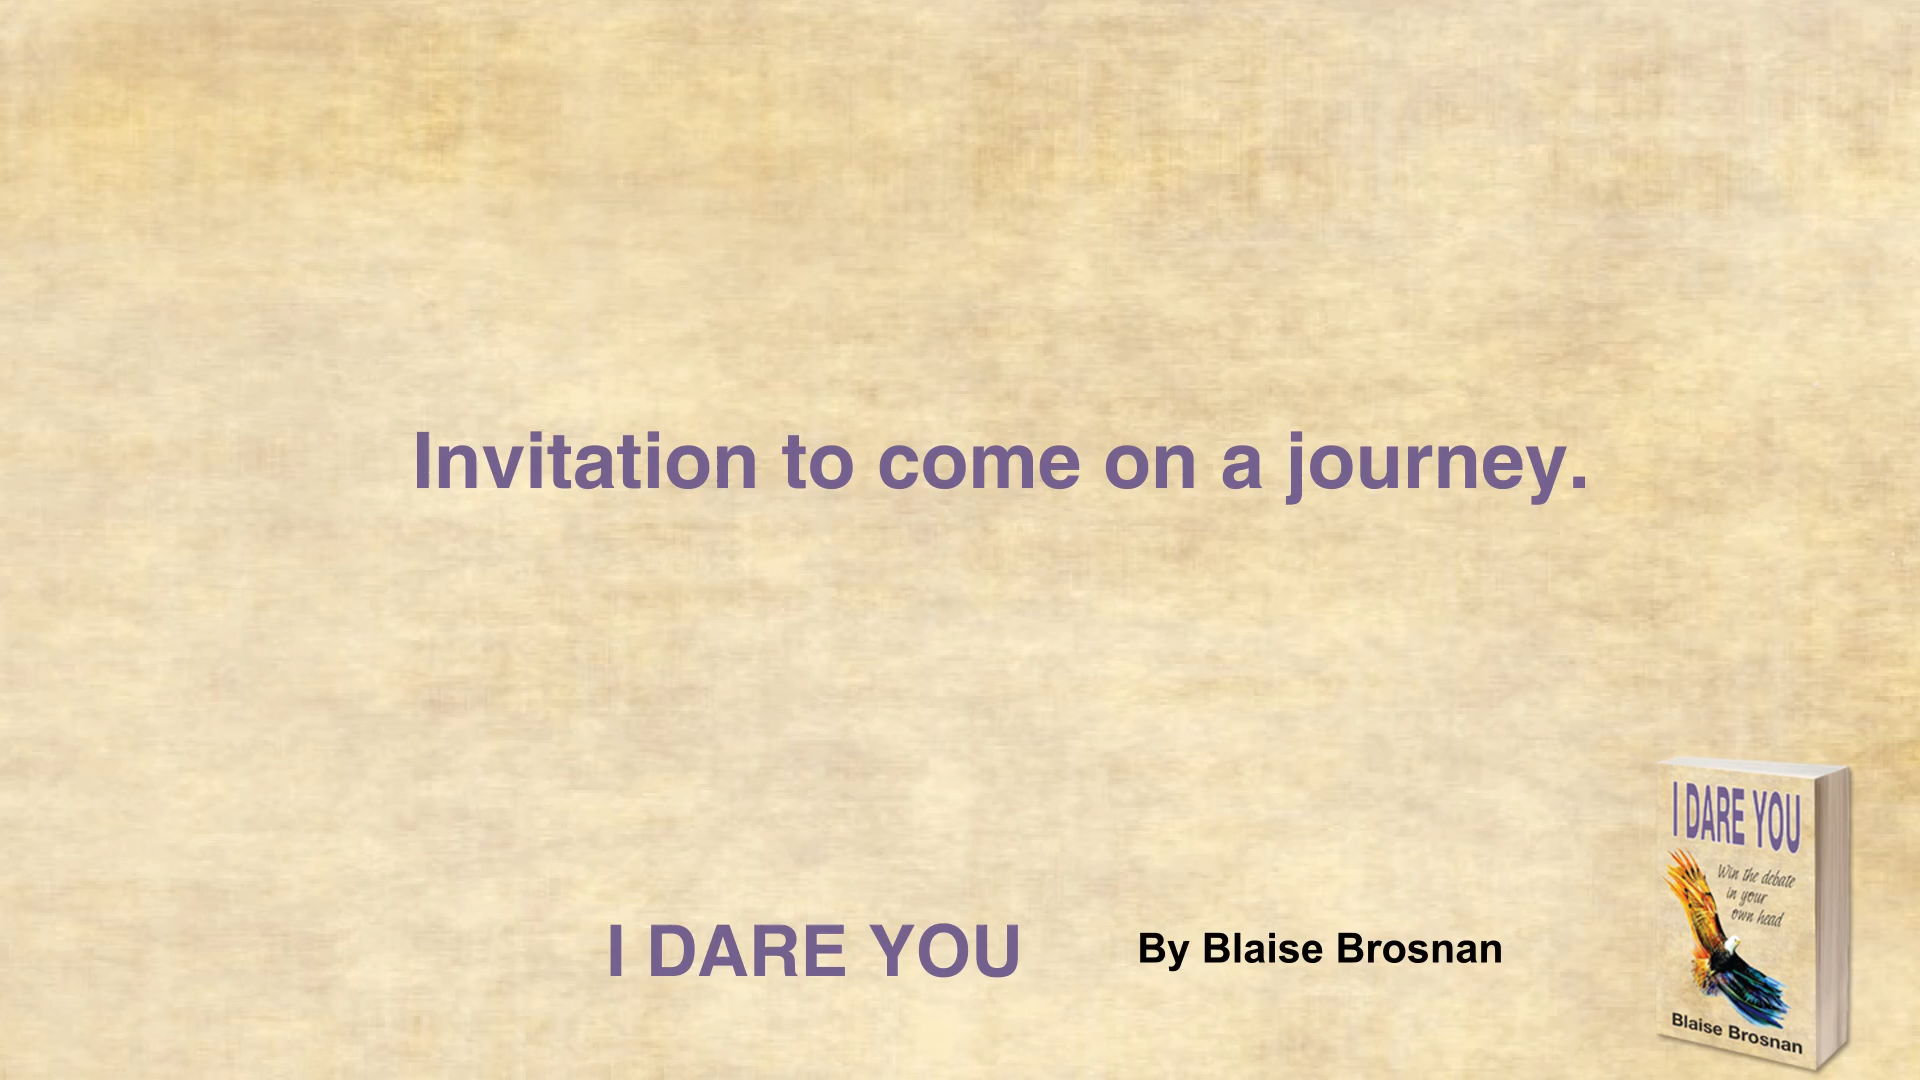 Invitation to come on a journey.
I DARE YOU
By Blaise Brosnan
I DARE YOU
Win the debate
in your
own head
Blaise Brosnan